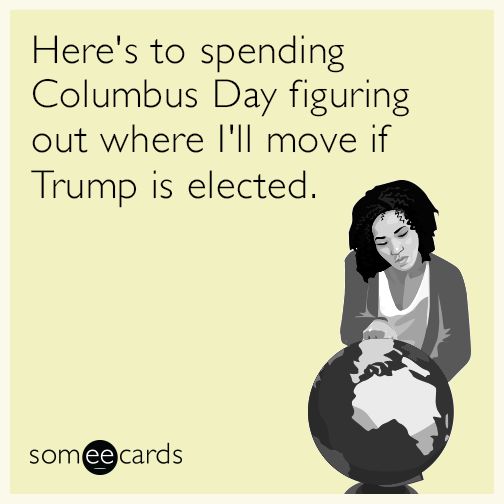 Here's to spending
Columbus Day figuring
out where I'll move if
Trump is elected.
someecards